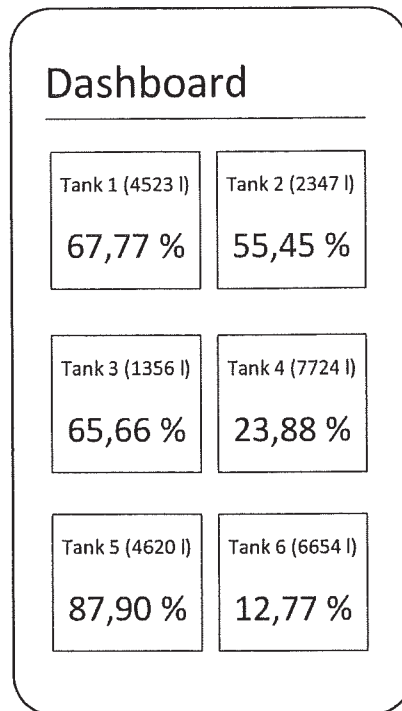 Dashboard
Tank 1 (4523 l)
67,77 %
Tank 2 (2347 l)
55,45 %
Tank 3 (1356 l)
65,66 %
Tank 4 (7724 l)
23,88 %
Tank 5 (4620 l)
87,90 %
Tank 6 (6654 l)
12,77 %